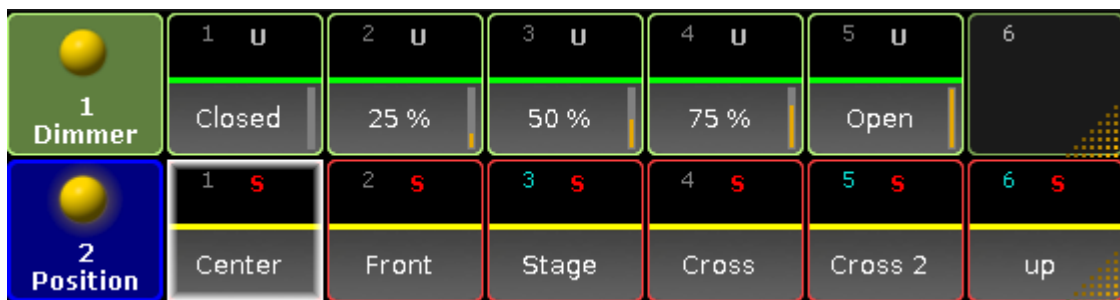 1 Dimmer
1 U
Closed
2 U
25 %
3 U
50 %
4 U
75 %
5 U
Open
6
2 Position
1 S
Center
2 S
Front
3 S
Stage
4 S
Cross
5 S
Cross 2
6 S
up